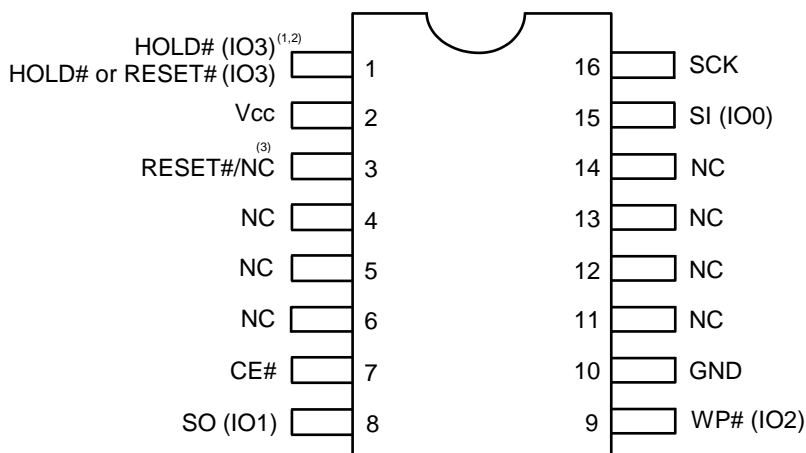 HOLD# (IO3)(1,2)
HOLD# or RESET# (IO3)
1
16
SCK
Vcc
2
15
SI (IO0)
RESET#/NC(3)
3
14
NC
NC
4
13
NC
NC
5
12
NC
NC
6
11
NC
CE#
7
10
GND
SO (IO1)
8
9
WP# (IO2)